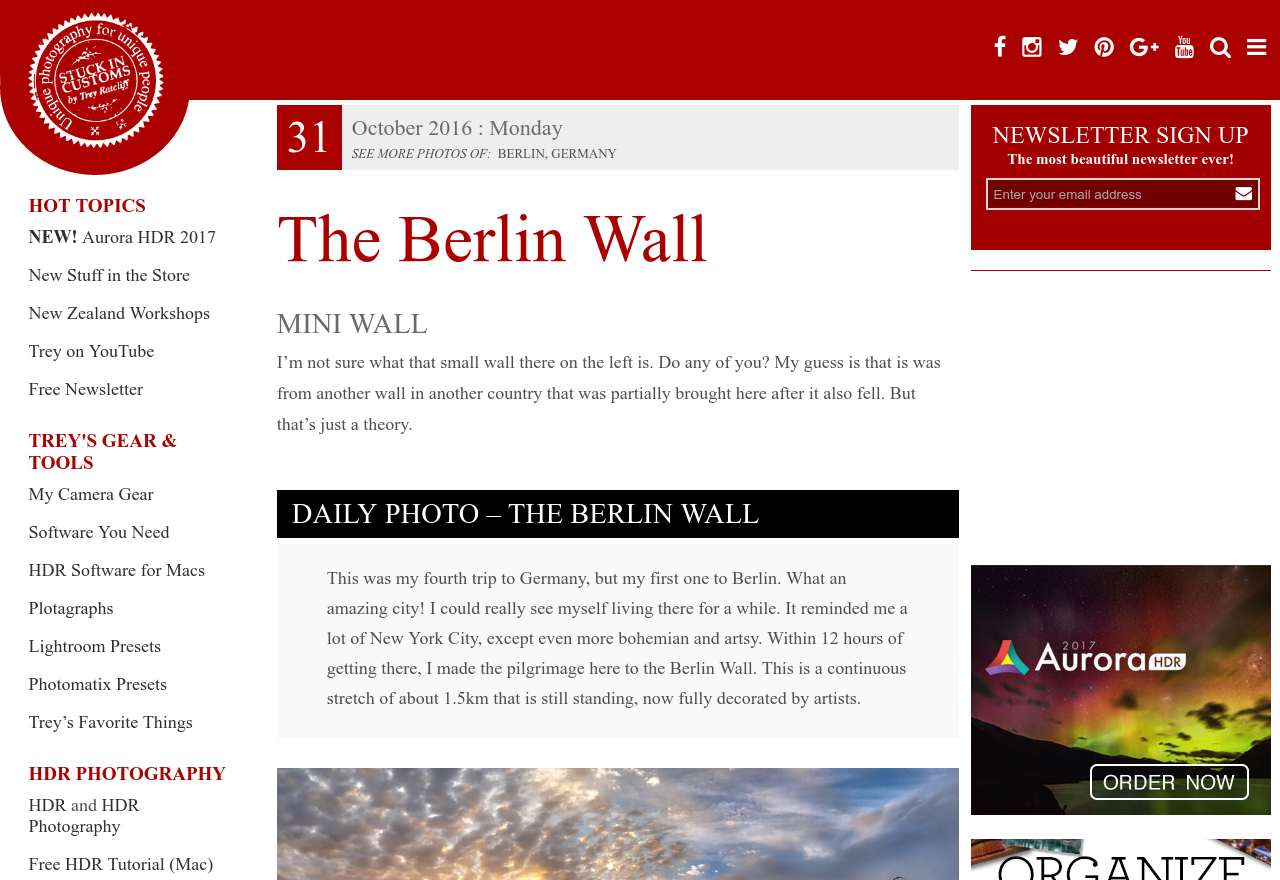 Unique photography for unique people
STUCK IN
CUSTOMS
by Trey Ratcliff
You
Tube
31
October 2016 : Monday
SEE MORE PHOTOS OF: BERLIN, GERMANY
NEWSLETTER SIGN UP
The most beautiful newsletter ever!
Enter your email address
HOT TOPICS
NEW! Aurora HDR 2017
New Stuff in the Store
New Zealand Workshops
Trey on YouTube
Free Newsletter
TREY'S GEAR &
TOOLS
My Camera Gear
Software You Need
HDR Software for Macs
Plotagraphs
Lightroom Presets
Photomatix Presets
Trey’s Favorite Things
HDR PHOTOGRAPHY
HDR and HDR
Photography
Free HDR Tutorial (Mac)
The Berlin Wall
MINI WALL
I’m not sure what that small wall there on the left is. Do any of you? My guess is that is was
from another wall in another country that was partially brought here after it also fell. But
that’s just a theory.
DAILY PHOTO – THE BERLIN WALL
This was my fourth trip to Germany, but my first one to Berlin. What an
amazing city! I could really see myself living there for a while. It reminded me a
lot of New York City, except even more bohemian and artsy. Within 12 hours of
getting there, I made the pilgrimage here to the Berlin Wall. This is a continuous
stretch of about 1.5km that is still standing, now fully decorated by artists.
2017
Aurora HDR
ORDER NOW
ORGANIZE